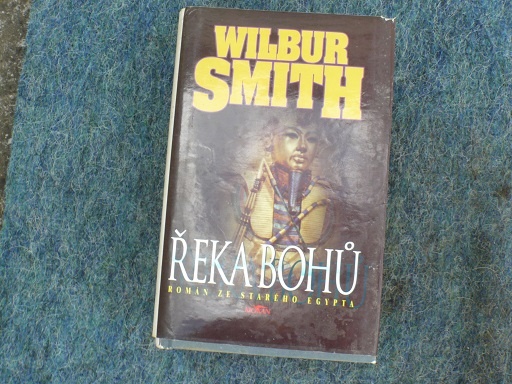 WILBUR
SMITH
ŘEKA BOHŮ
ROMÁN ZE STARÉHO EGYPTA